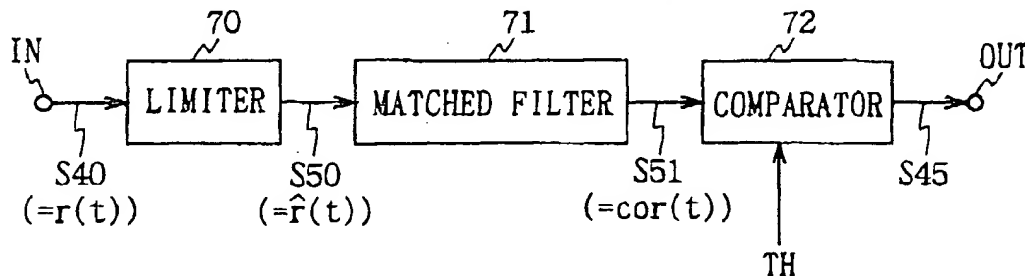 70 71 72
IN OUT
LIMITER MATCHED FILTER COMPARATOR
S40 S50 S51 S45
(=r(t)) (=r̂(t)) (=cor(t))
TH